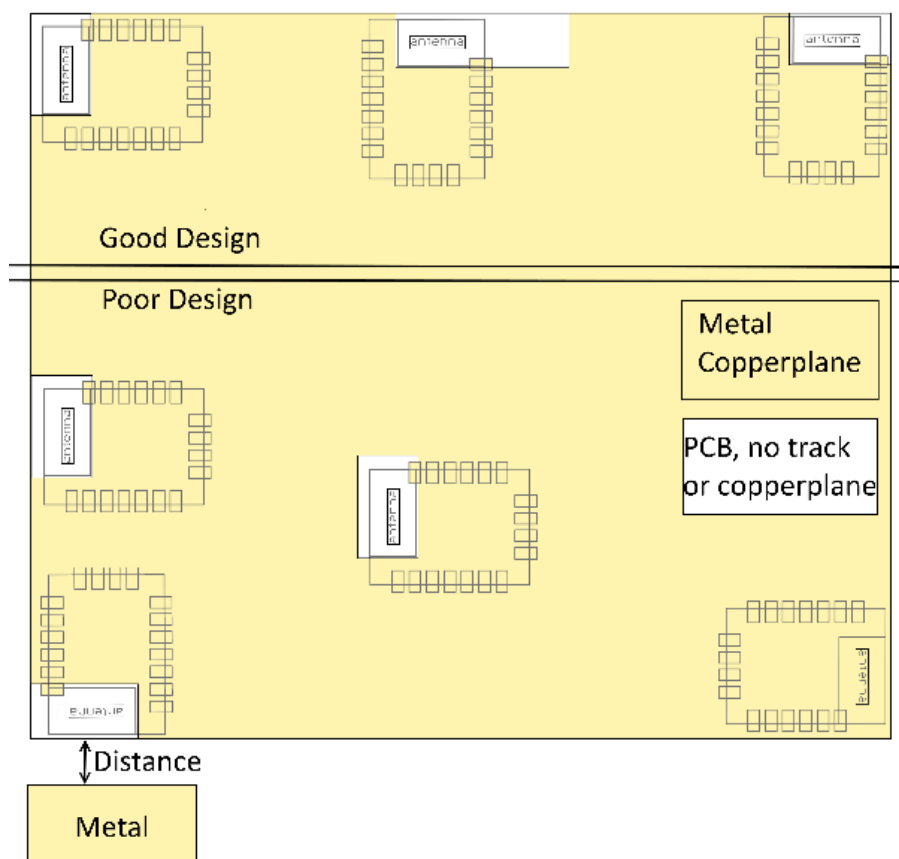 antenna
antenna
antenna
Good Design
Poor Design
Metal
Copperplane
PCB, no track
or copperplane
antenna
antenna
antenna
antenna
Distance
Metal